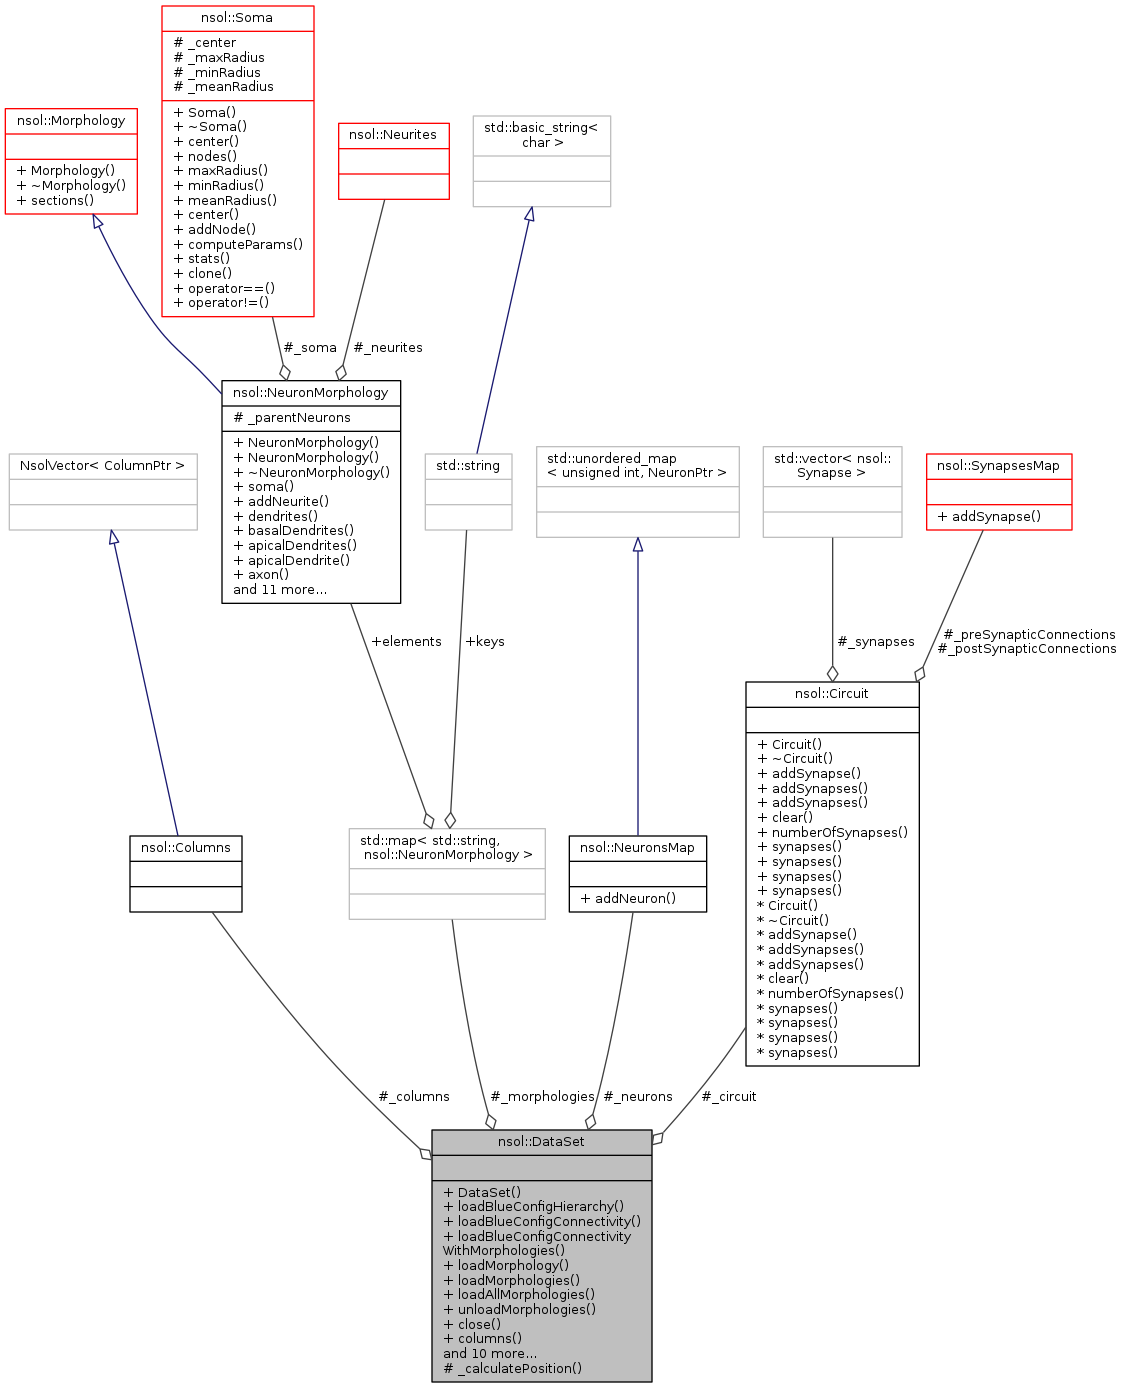 nsol::Soma
# _center
# _maxRadius
# _minRadius
# _meanRadius
+ Soma()
+ ~Soma()
+ center()
+ nodes()
+ maxRadius()
+ minRadius()
+ meanRadius()
+ center()
+ addNode()
+ computeParams()
+ stats()
+ clone()
+ operator==()
+ operator!=()
nsol::Morphology
+ Morphology()
+ ~Morphology()
+ sections()
nsol::Neurites
std::basic_string<
char >
#_soma
#_neurites
nsol::NeuronMorphology
# _parentNeurons
+ NeuronMorphology()
+ NeuronMorphology()
+ ~NeuronMorphology()
+ soma()
+ addNeurite()
+ dendrites()
+ basalDendrites()
+ apicalDendrites()
+ apicalDendrite()
+ axon()
and 11 more...
NsolVector< ColumnPtr >
std::string
std::unordered_map
< unsigned int, NeuronPtr >
std::vector< nsol::
Synapse >
nsol::SynapsesMap
+ addSynapse()
+elements
+keys
#_synapses
#_preSynapticConnections
#_postSynapticConnections
nsol::Circuit
+ Circuit()
+ ~Circuit()
+ addSynapse()
+ addSynapses()
+ addSynapses()
+ clear()
+ numberOfSynapses()
+ synapses()
+ synapses()
+ synapses()
+ synapses()
* Circuit()
* ~Circuit()
* addSynapse()
* addSynapses()
* addSynapses()
* clear()
* numberOfSynapses()
* synapses()
* synapses()
* synapses()
* synapses()
nsol::Columns
std::map< std::string,
nsol::NeuronMorphology >
nsol::NeuronsMap
+ addNeuron()
#_columns
#_morphologies
#_neurons
#_circuit
nsol::DataSet
+ DataSet()
+ loadBlueConfigHierarchy()
+ loadBlueConfigConnectivity()
+ loadBlueConfigConnectivity
WithMorphologies()
+ loadMorphology()
+ loadMorphologies()
+ loadAllMorphologies()
+ unloadMorphologies()
+ close()
+ columns()
and 10 more...
# _calculatePosition()